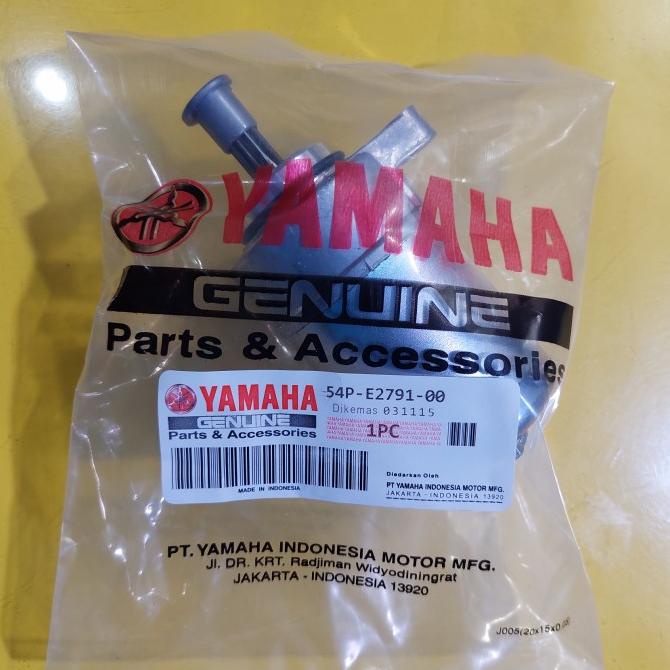 YAMAHA
GENUINE
Parts & Accessories
YAMAHA
GENUINE
Parts & Accessories
54P-E2791-00
Dikemas 031115
1PC
MADE IN INDONESIA
Diedarkan Oleh
PT YAMAHA INDONESIA MOTOR MFG.
JAKARTA - INDONESIA 13920
PT. YAMAHA INDONESIA MOTOR MFG.
Jl. DR. KRT. Radjiman Widyodiningrat
JAKARTA - INDONESIA 13920